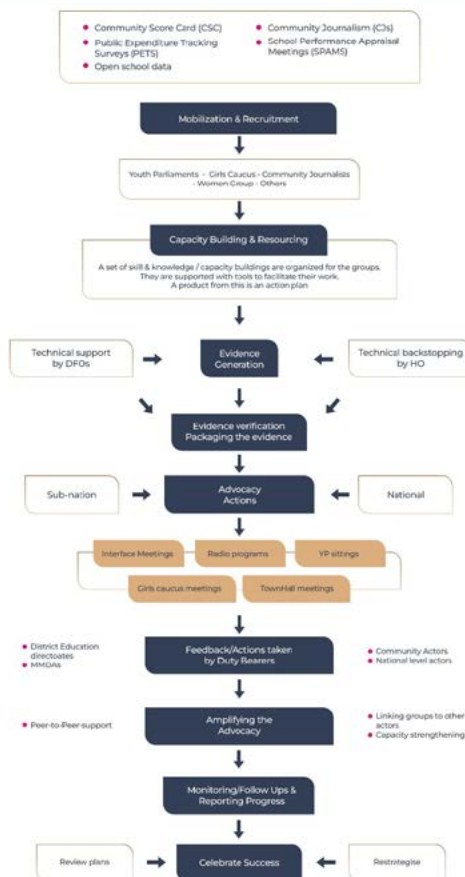 Community Score Card (CSC)
Public Expenditure Tracking
Surveys (PETS)
Open school data
Community Journalism (CJs)
School Performance Appraisal
Meetings (SPAMS)
Mobilization & Recruitment
Youth Parliaments - Girls Caucus - Community Journalists
- Women Group - Others
Capacity Building & Resourcing
A set of skill & knowledge / capacity buildings are organized for the groups.
They are supported with tools to facilitate their work.
A product from this is an action plan
Technical support
by DFOs
Evidence
Generation
Technical backstopping
by HO
Evidence verification
Packaging the evidence
Sub-nation
Advocacy
Actions
National
Interface Meetings
Radio programs
YP sittings
Girls caucus meetings
TownHall meetings
District Education
directoates
MMDAs
Feedback/Actions taken
by Duty Bearers
Community Actors
National level actors
Peer-to-Peer support
Amplifying the
Advocacy
Linking groups to other
actors
Capacity strengthening
Monitoring/Follow Ups &
Reporting Progress
Review plans
Celebrate Success
Restrategise